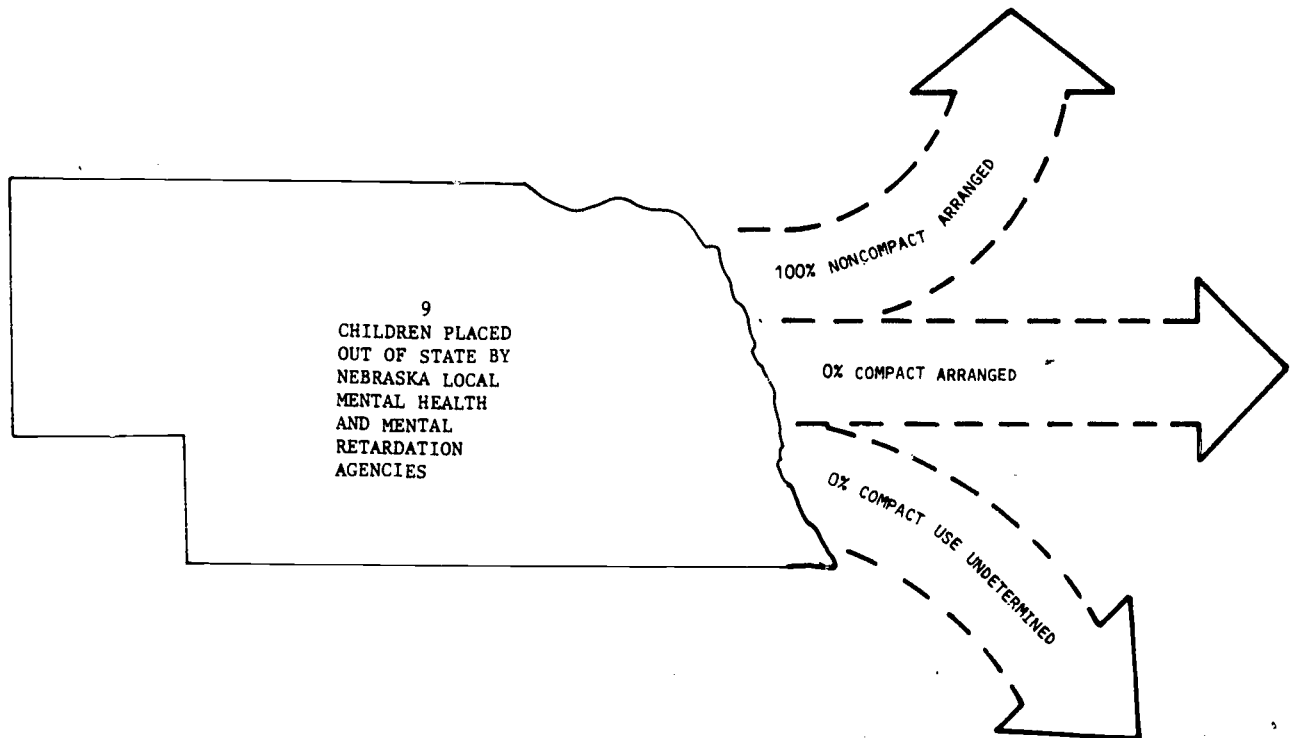 9
CHILDREN PLACED
OUT OF STATE BY
NEBRASKA LOCAL
MENTAL HEALTH
AND MENTAL
RETARDATION
AGENCIES
100% NONCOMPACT ARRANGED
0% COMPACT ARRANGED
0% COMPACT USE UNDETERMINED